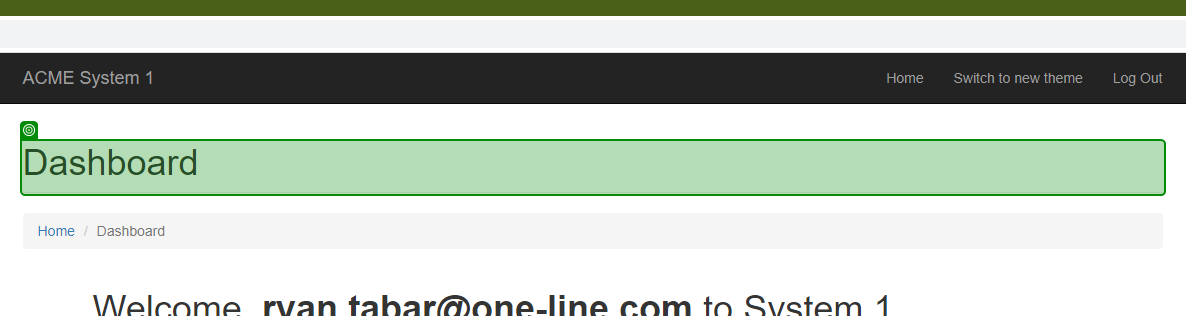 ACME System 1
Home Switch to new theme Log Out
Dashboard
Home / Dashboard
Welcome, ryan.tabar@one-line.com to System 1